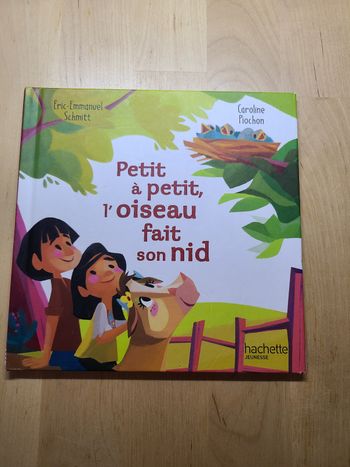 Eric-Emmanuel
Schmitt
Caroline
Piochon
Petit
à petit,
l'oiseau
fait
son nid
hachette
JEUNESSE